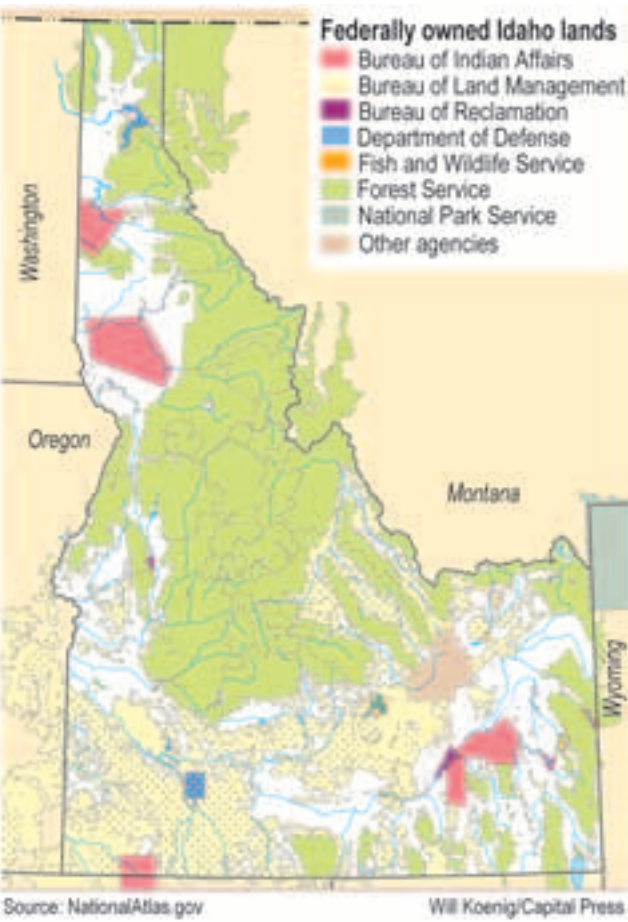 Federally owned Idaho lands
Bureau of Indian Affairs
Bureau of Land Management
Bureau of Reclamation
Department of Defense
Fish and Wildlife Service
Forest Service
National Park Service
Other agencies
Washington
Oregon
Montana
Wyoming
Source: NationalAtlas.gov
Will Koenig/Capital Press